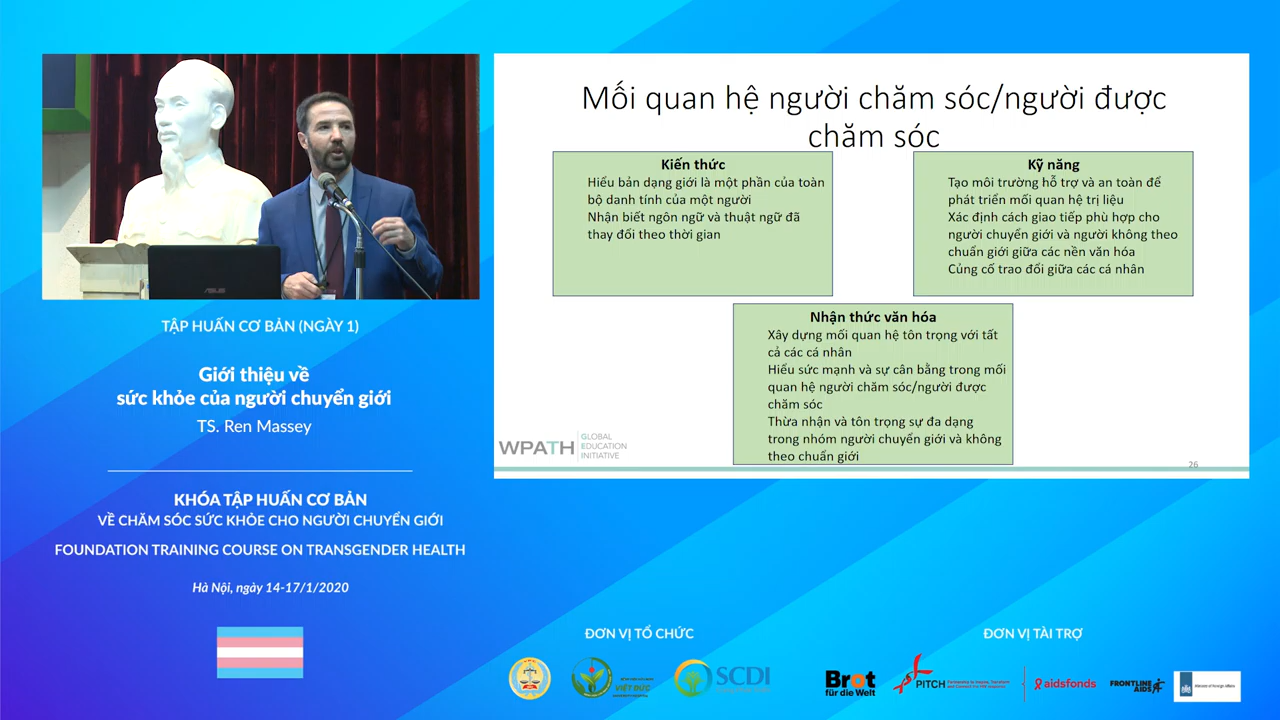 ASUS
TẬP HUẤN CƠ BẢN (NGÀY 1)
Giới thiệu về
sức khỏe của người chuyển giới
TS. Ren Massey
KHÓA TẬP HUẤN CƠ BẢN
VỀ CHĂM SÓC SỨC KHỎE CHO NGƯỜI CHUYỂN GIỚI
FOUNDATION TRAINING COURSE ON TRANSGENDER HEALTH
Hà Nội, ngày 14-17/1/2020
Mối quan hệ người chăm sóc/người được
chăm sóc
Kiến thức
Hiểu bản dạng giới là một phần của toàn
bộ danh tính của một người
Nhận biết ngôn ngữ và thuật ngữ đã
thay đổi theo thời gian
Kỹ năng
Tạo môi trường hỗ trợ và an toàn để
phát triển mối quan hệ trị liệu
Xác định cách giao tiếp phù hợp cho
người chuyển giới và người không theo
chuẩn giới giữa các nền văn hóa
Củng cố trao đổi giữa các cá nhân
Nhận thức văn hóa
Xây dựng mối quan hệ tôn trọng với tất
cả các cá nhân
Hiểu sức mạnh và sự cân bằng trong mối
quan hệ người chăm sóc/người được
chăm sóc
Thừa nhận và tôn trọng sự đa dạng
trong nhóm người chuyển giới và không
theo chuẩn giới
WPATH
GLOBAL
EDUCATION
INITIATIVE
26
ĐƠN VỊ TỔ CHỨC
VIỆT ĐỨC
SCDI
ĐƠN VỊ TÀI TRỢ
Brot
für die Welt
PITCH
aidsfonds
FRONTLINE
AIDS
Ministry of Foreign Affairs